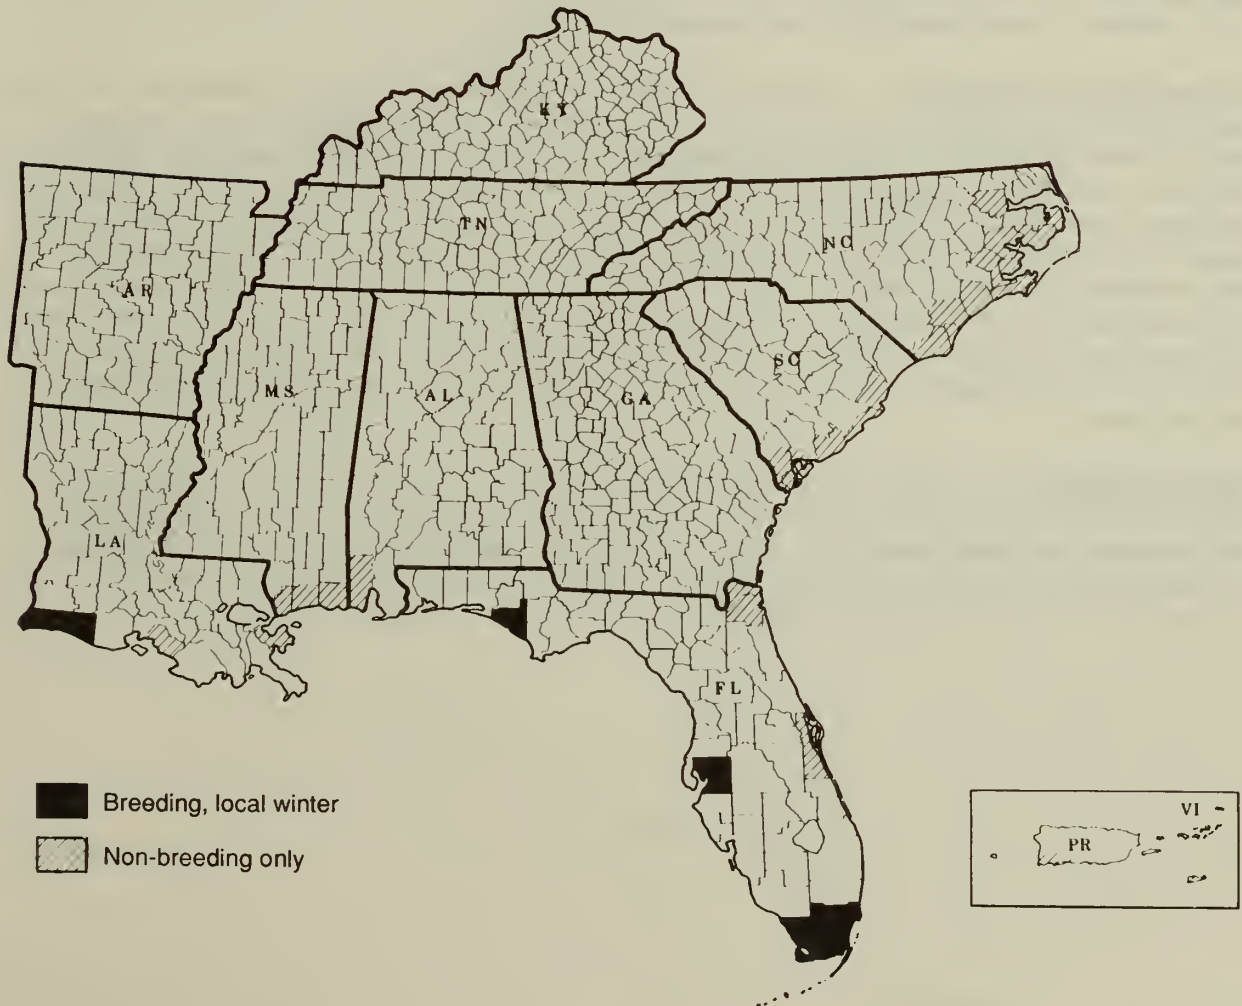 KY
TN
NC
AR
SC
MS
AL
GA
LA
FL
Breeding, local winter
Non-breeding only
VI
PR